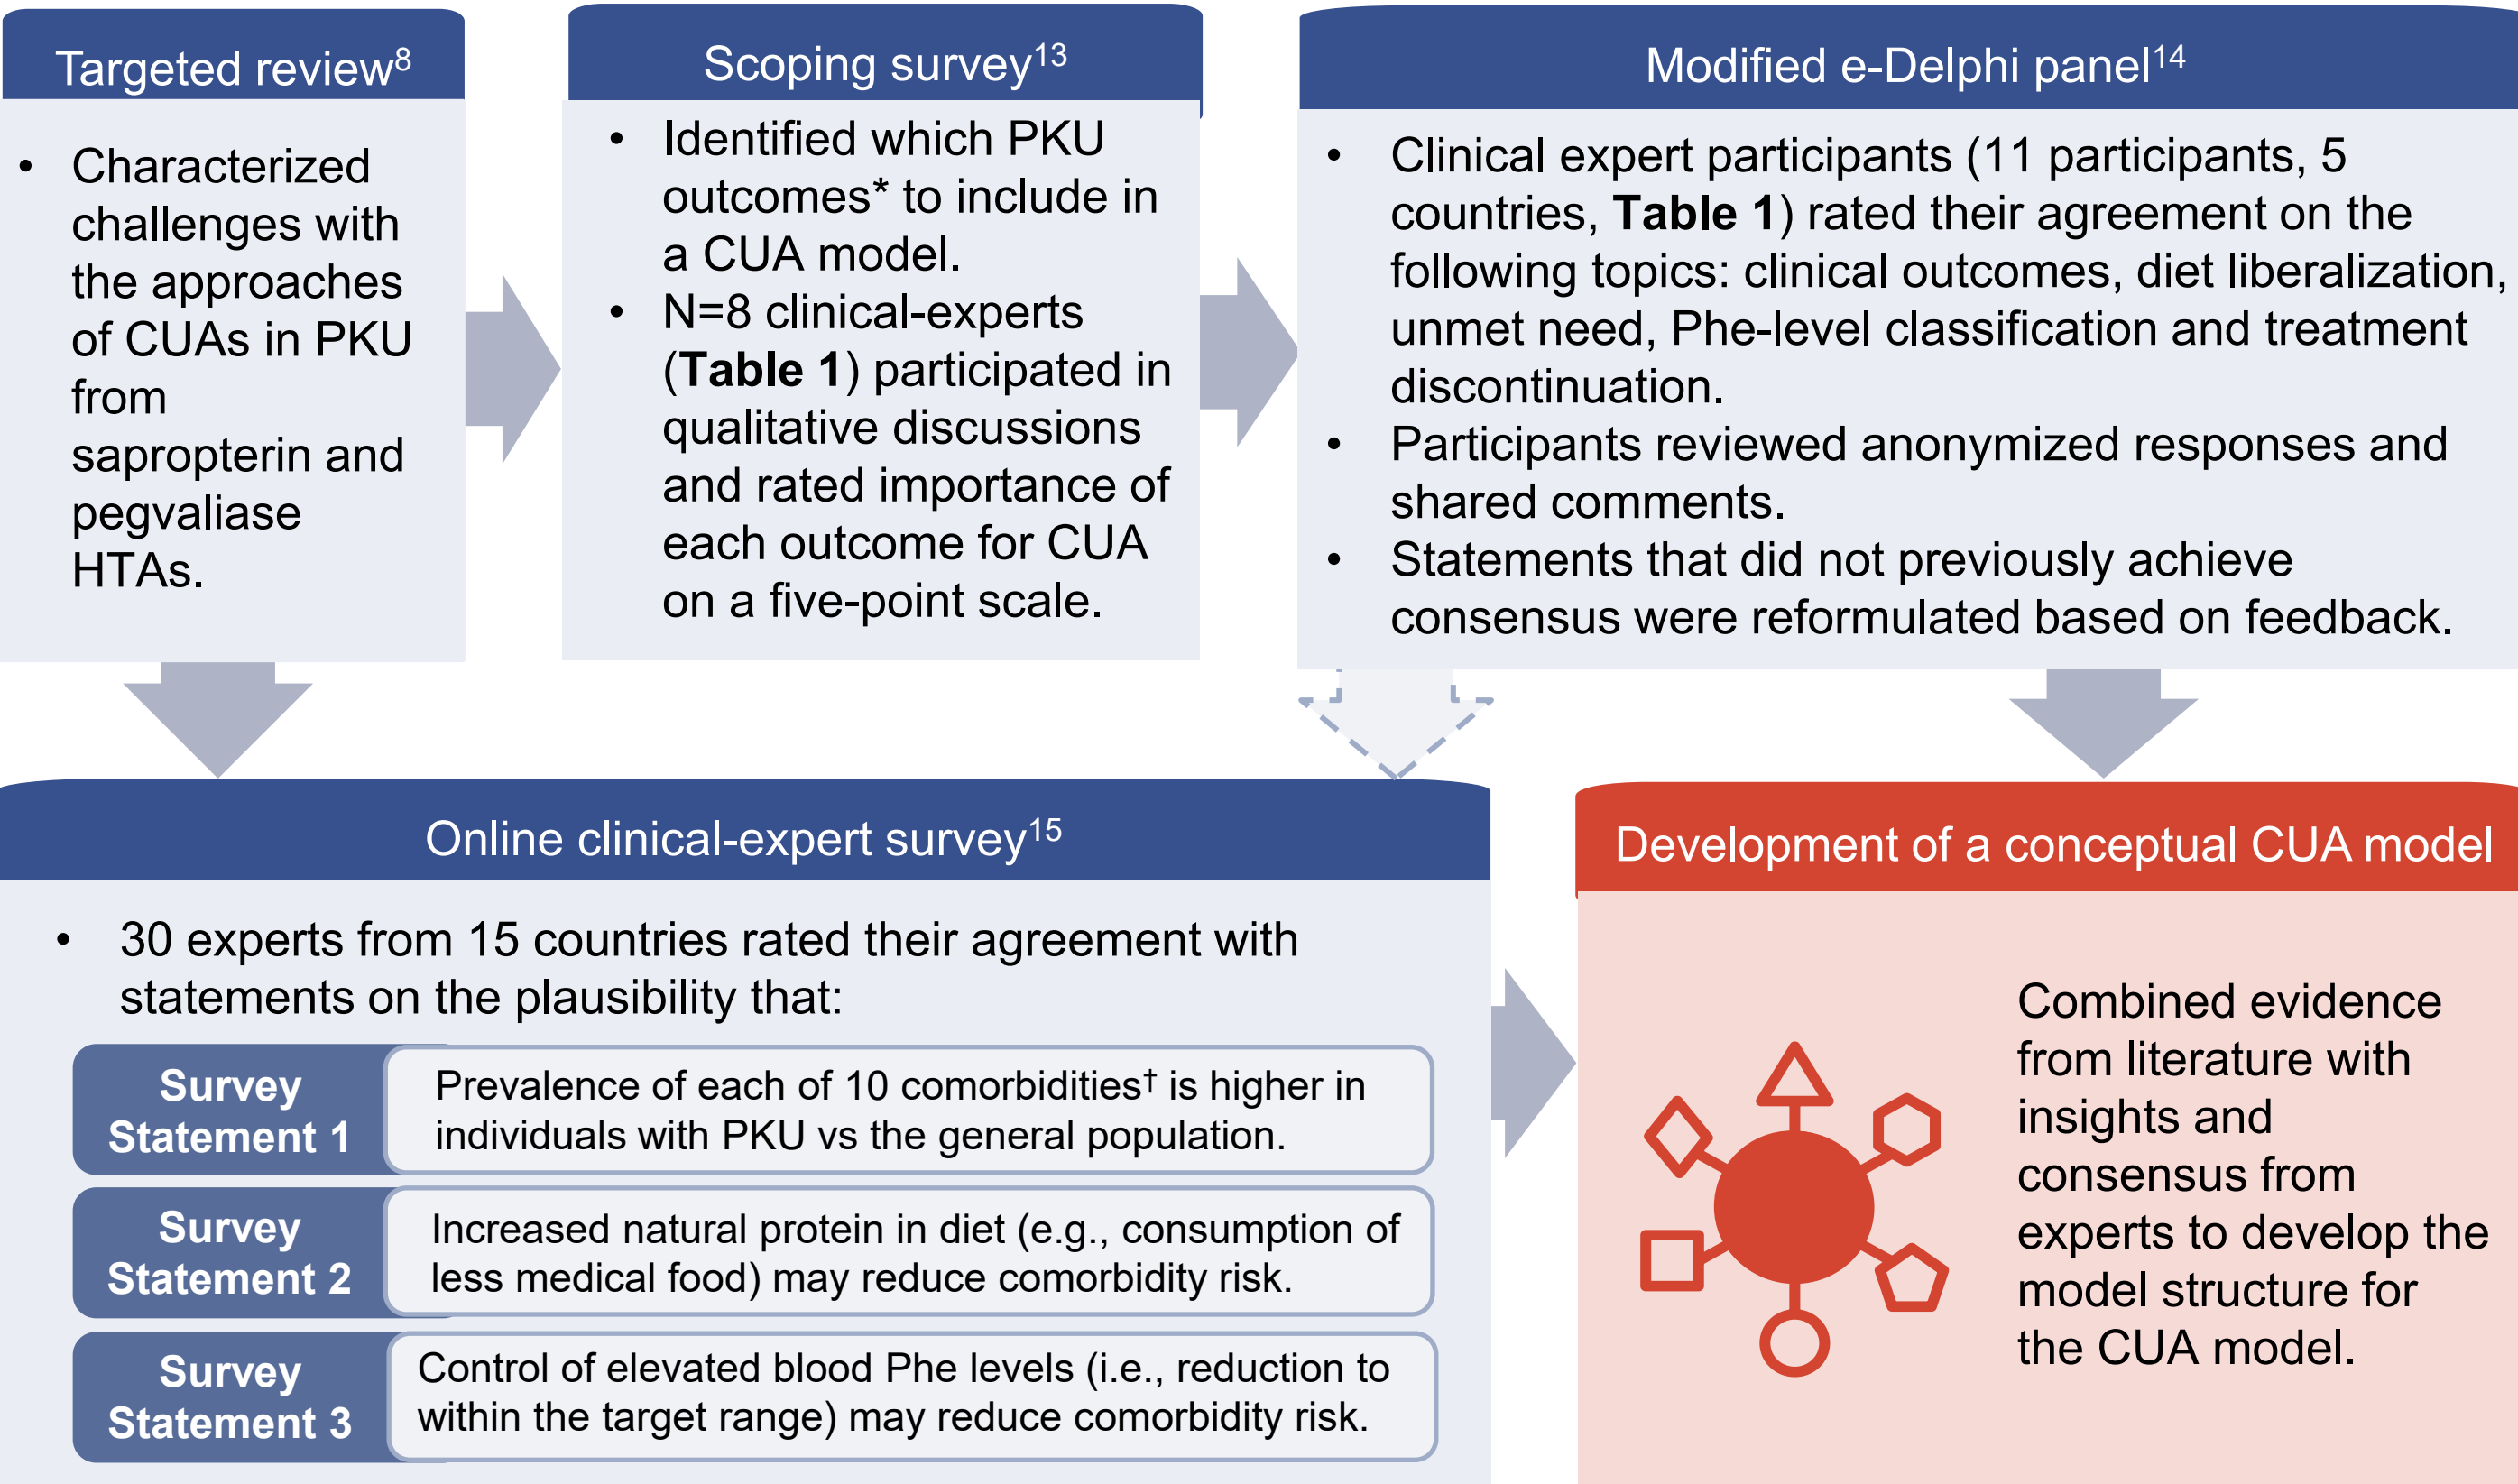 Targeted review8
• Characterized
challenges with
the approaches
of CUAs in PKU
from
sapropterin and
pegvaliase
HTAs.
Scoping survey13
• Identified which PKU
outcomes* to include in
a CUA model.
• N=8 clinical-experts
(Table 1) participated in
qualitative discussions
and rated importance of
each outcome for CUA
on a five-point scale.
Modified e-Delphi panel14
• Clinical expert participants (11 participants, 5
countries, Table 1) rated their agreement on the
following topics: clinical outcomes, diet liberalization,
unmet need, Phe-level classification and treatment
discontinuation.
• Participants reviewed anonymized responses and
shared comments.
• Statements that did not previously achieve
consensus were reformulated based on feedback.
Online clinical-expert survey15
• 30 experts from 15 countries rated their agreement with
statements on the plausibility that:
Survey
Statement 1
Prevalence of each of 10 comorbidities† is higher in
individuals with PKU vs the general population.
Survey
Statement 2
Increased natural protein in diet (e.g., consumption of
less medical food) may reduce comorbidity risk.
Survey
Statement 3
Control of elevated blood Phe levels (i.e., reduction to
within the target range) may reduce comorbidity risk.
Development of a conceptual CUA model
Combined evidence
from literature with
insights and
consensus from
experts to develop the
model structure for
the CUA model.